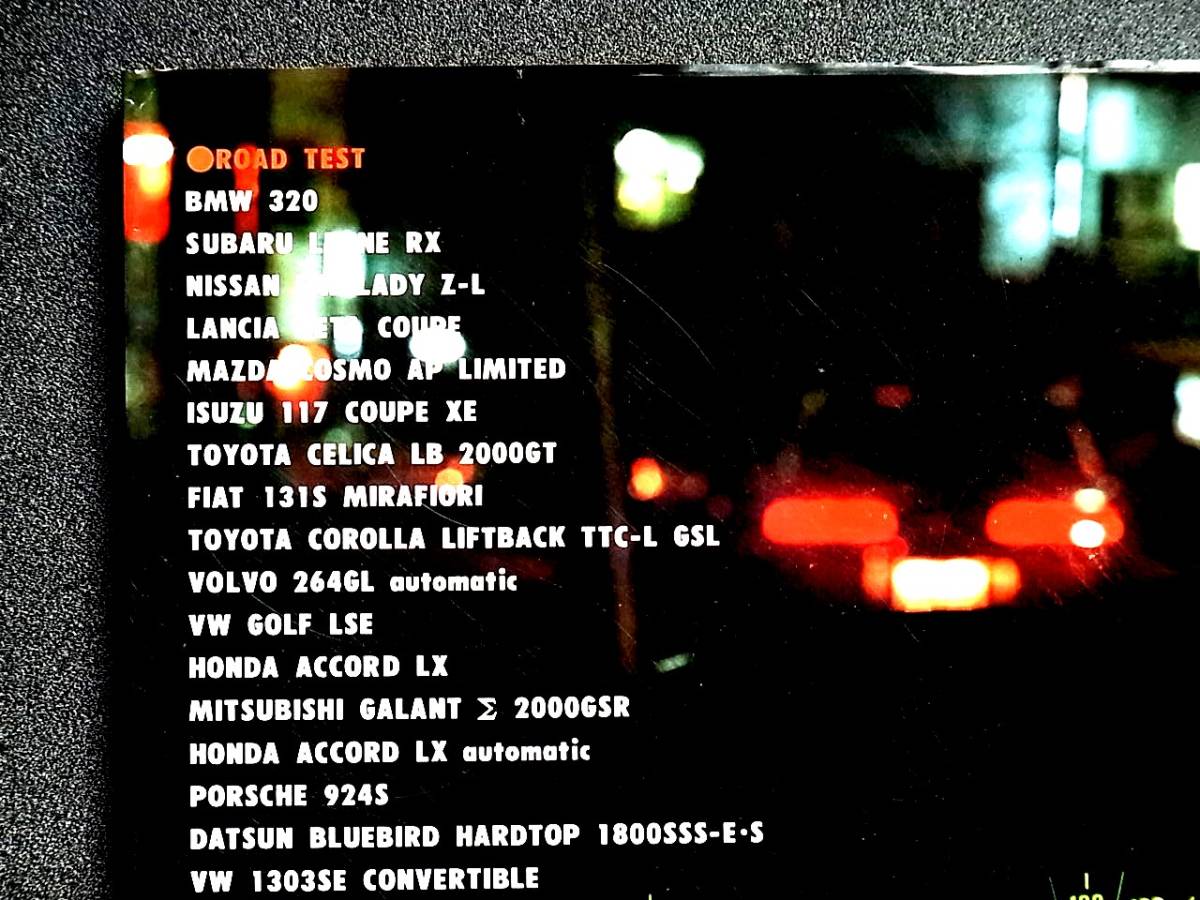 ●ROAD TEST
BMW 320
SUBARU RX
NISSAN Z-L
LANCIA COUPE
MAZDA COSMO AP LIMITED
ISUZU 117 COUPE XE
TOYOTA CELICA LB 2000GT
FIAT 131S MIRAFIORI
TOYOTA COROLLA LIFTBACK TTC-L GSL
VOLVO 264GL automatic
VW GOLF LSE
HONDA ACCORD LX
MITSUBISHI GALANT Σ 2000GSR
HONDA ACCORD LX automatic
PORSCHE 924S
DATSUN BLUEBIRD HARDTOP 1800SSS-E·S
VW 1303SE CONVERTIBLE